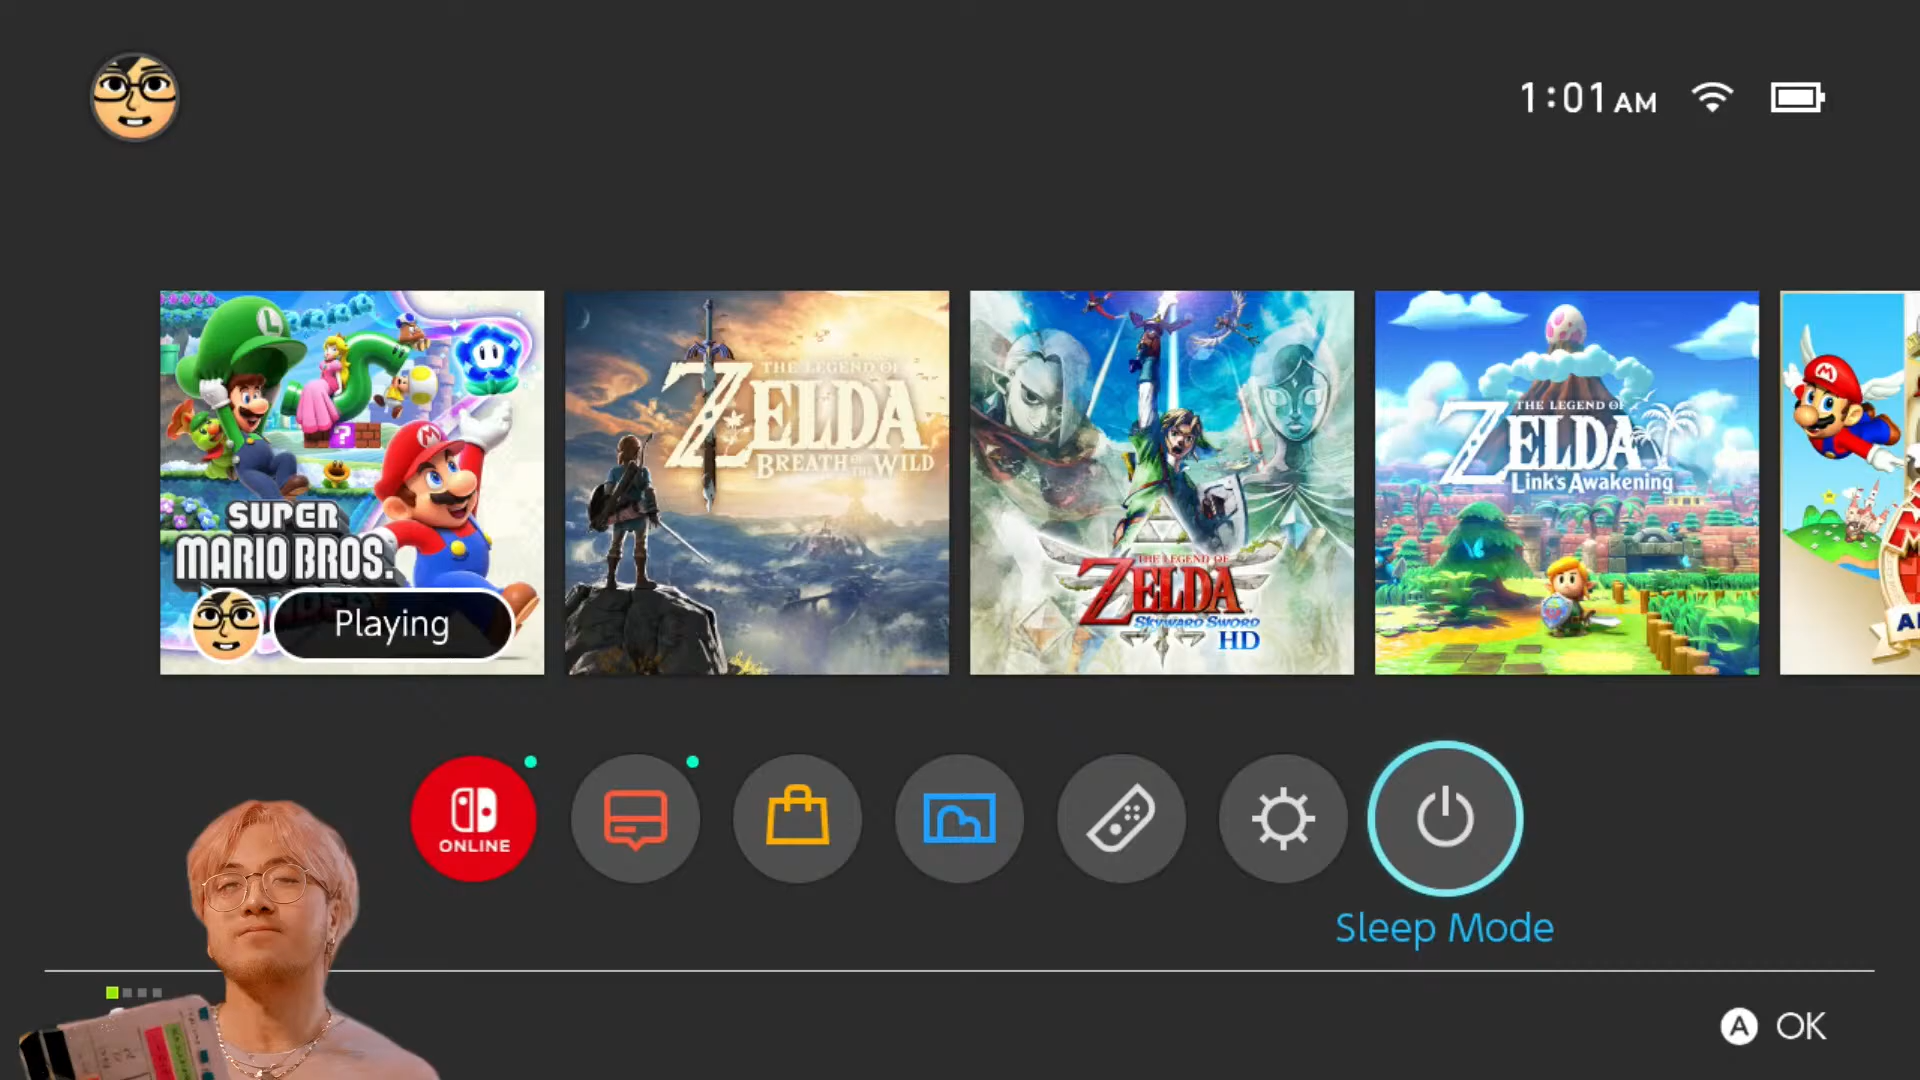 1:01 AM
L
M
SUPER
MARIO BROS.
Playing
THE LEGEND OF
ZELDA
BREATH OF THE WILD
THE LEGEND OF
ZELDA
SKYWARD SWORD
HD
THE LEGEND OF
ZELDA
Link's Awakening
M
ONLINE
Sleep Mode
A OK